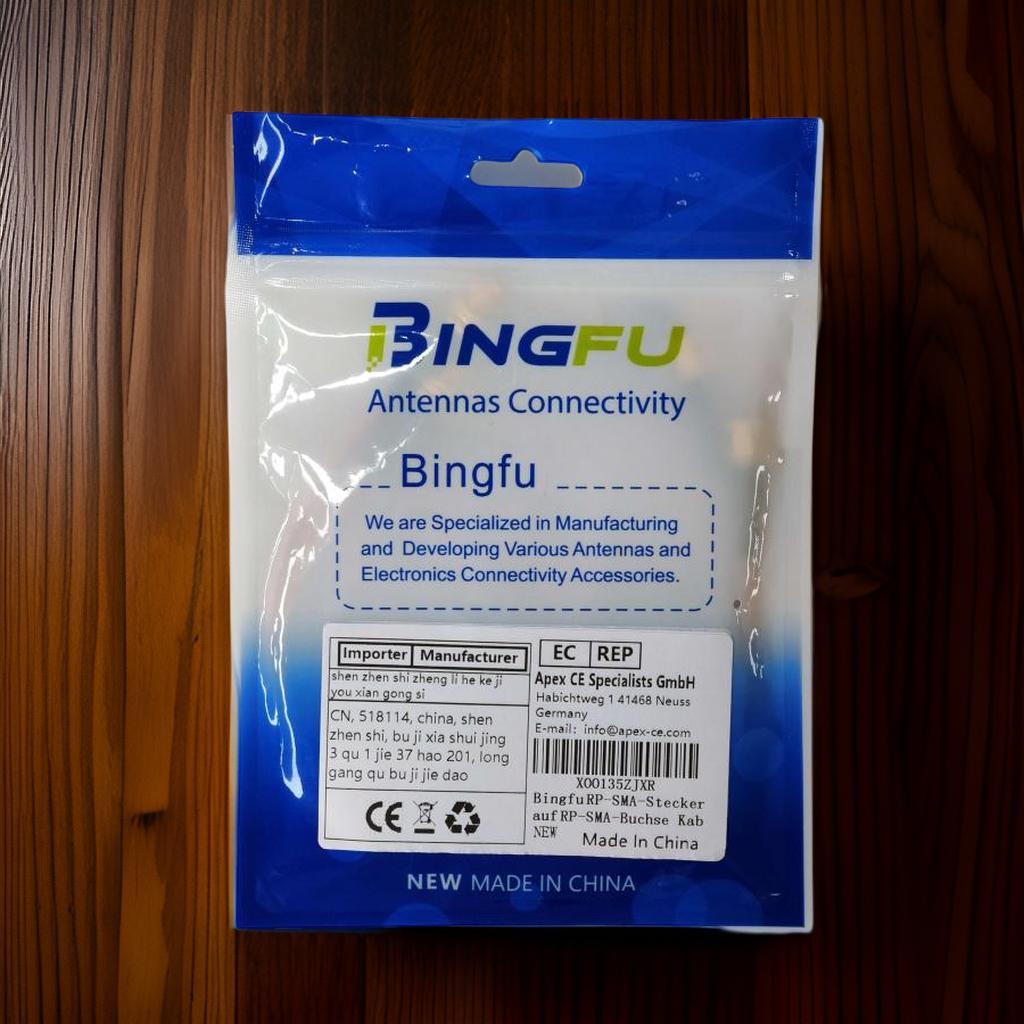 BINGFU
Antennas Connectivity
Bingfu
We are Specialized in Manufacturing
and Developing Various Antennas and
Electronics Connectivity Accessories.
Importer Manufacturer
shen zhen shi zheng li he ke ji
you xian gong si
CN, 518114, china, shen
zhen shi, bu ji xia shui jing
3 qu 1 jie 37 hao 201, long
gang qu bu ji jie dao
CE
EC REP
Apex CE Specialists GmbH
Habichtweg 1 41468 Neuss
Germany
E-mail: info@apex-ce.com
X00135ZJXR
BingfuRP-SMA-Stecker
aufRP-SMA-Buchse Kab
NEW
Made In China
NEW MADE IN CHINA